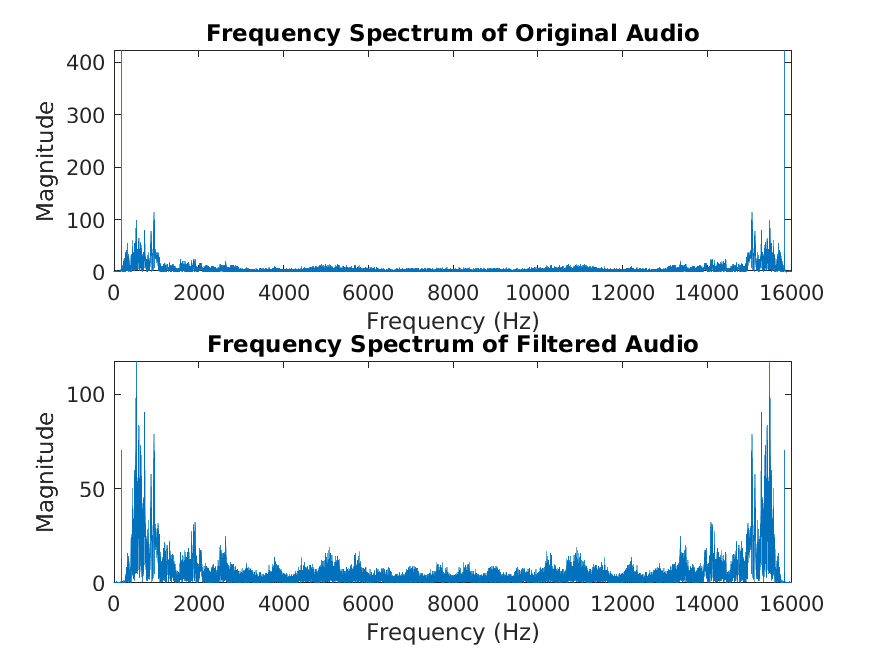 Frequency Spectrum of Original Audio
400
300
200
100
0
Magnitude
0 2000 4000 6000 8000 10000 12000 14000 16000
Frequency (Hz)
Frequency Spectrum of Filtered Audio
100
50
0
Magnitude
0 2000 4000 6000 8000 10000 12000 14000 16000
Frequency (Hz)